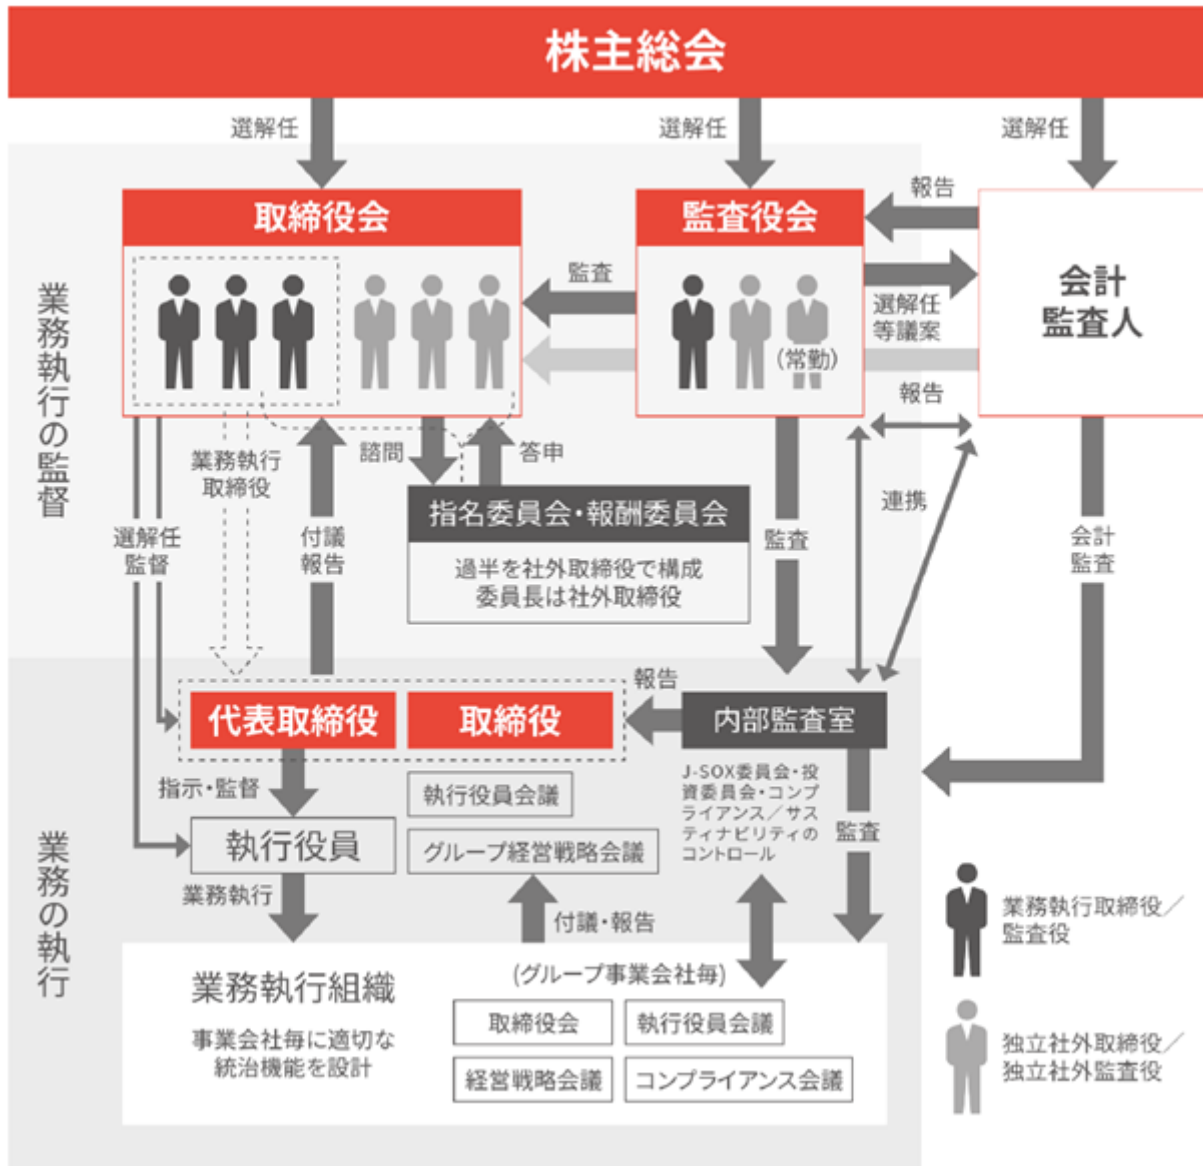 株主総会
選解任
選解任
選解任
業務執行の監督
取締役会
監査役会
報告
会計
監査人
監査
選解任
等議案
(常勤)
報告
業務執行
取締役
諮問
答申
連携
選解任
監督
付議
報告
指名委員会・報酬委員会
過半を社外取締役で構成
委員長は社外取締役
監査
会計
監査
業務の執行
代表取締役
取締役
報告
内部監査室
指示・監督
執行役員会議
J-SOX委員会・投
資委員会・コンプ
ライアンス／サス
ティナビリティの
コントロール
監査
執行役員
グループ経営戦略会議
業務執行
付議・報告
業務執行取締役／
監査役
業務執行組織
事業会社毎に適切な
統治機能を設計
(グループ事業会社毎)
取締役会
執行役員会議
経営戦略会議
コンプライアンス会議
独立社外取締役／
独立社外監査役